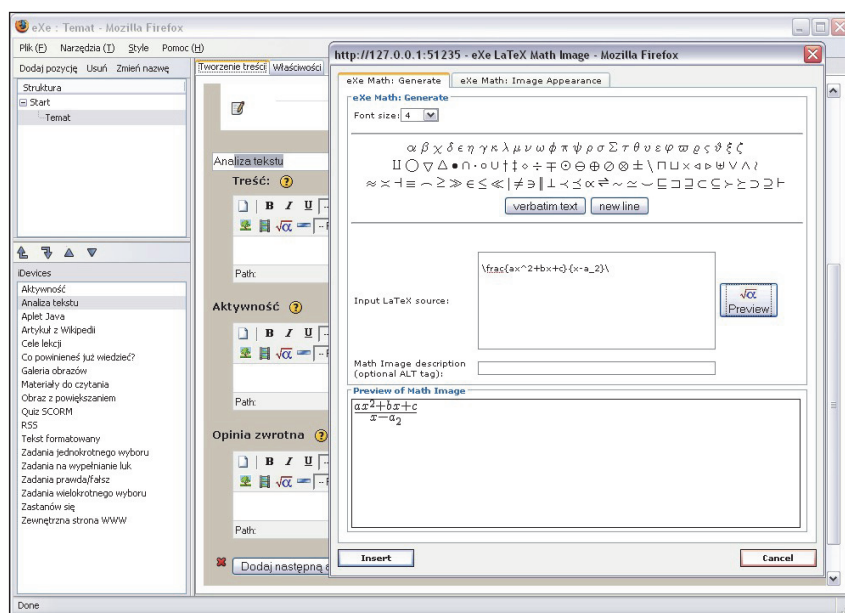 eXe : Temat - Mozilla Firefox
Plik (F) Narzędzia (T) Style Pomoc (H)
Dodaj pozycję Usuń Zmień nazwę
Struktura
Start
Temat
iDevices
Aktywność
Analiza tekstu
Aplet Java
Artykuł z Wikipedii
Cele lekcji
Co powinieneś już wiedzieć?
Galeria obrazów
Materiały do czytania
Obraz z powiększaniem
Quiz SCORM
RSS
Tekst formatowany
Zadania jednokrotnego wyboru
Zadania na wypełnianie luk
Zadania prawda/fałsz
Zadania wielokrotnego wyboru
Zastanów się
Zewnętrzna strona WWW
Tworzenie treści Właściwości
Analiza tekstu
Treść:
B I U
Path:
Aktywność
B I U
Path:
Opinia zwrotna
B I U
Path:
Dodaj następną
http://127.0.0.1:51235 - eXe LaTeX Math Image - Mozilla Firefox
eXe Math: Generate eXe Math: Image Appearance
eXe Math: Generate
Font size: 4
verbatim text new line
Input LaTeX source:
\frac{ax^2+bx+c}{x-a_2}\
√α
Preview
Math Image description
(optional ALT tag):
Preview of Math Image
ax²+bx+c
x−a₂
Insert Cancel
Done